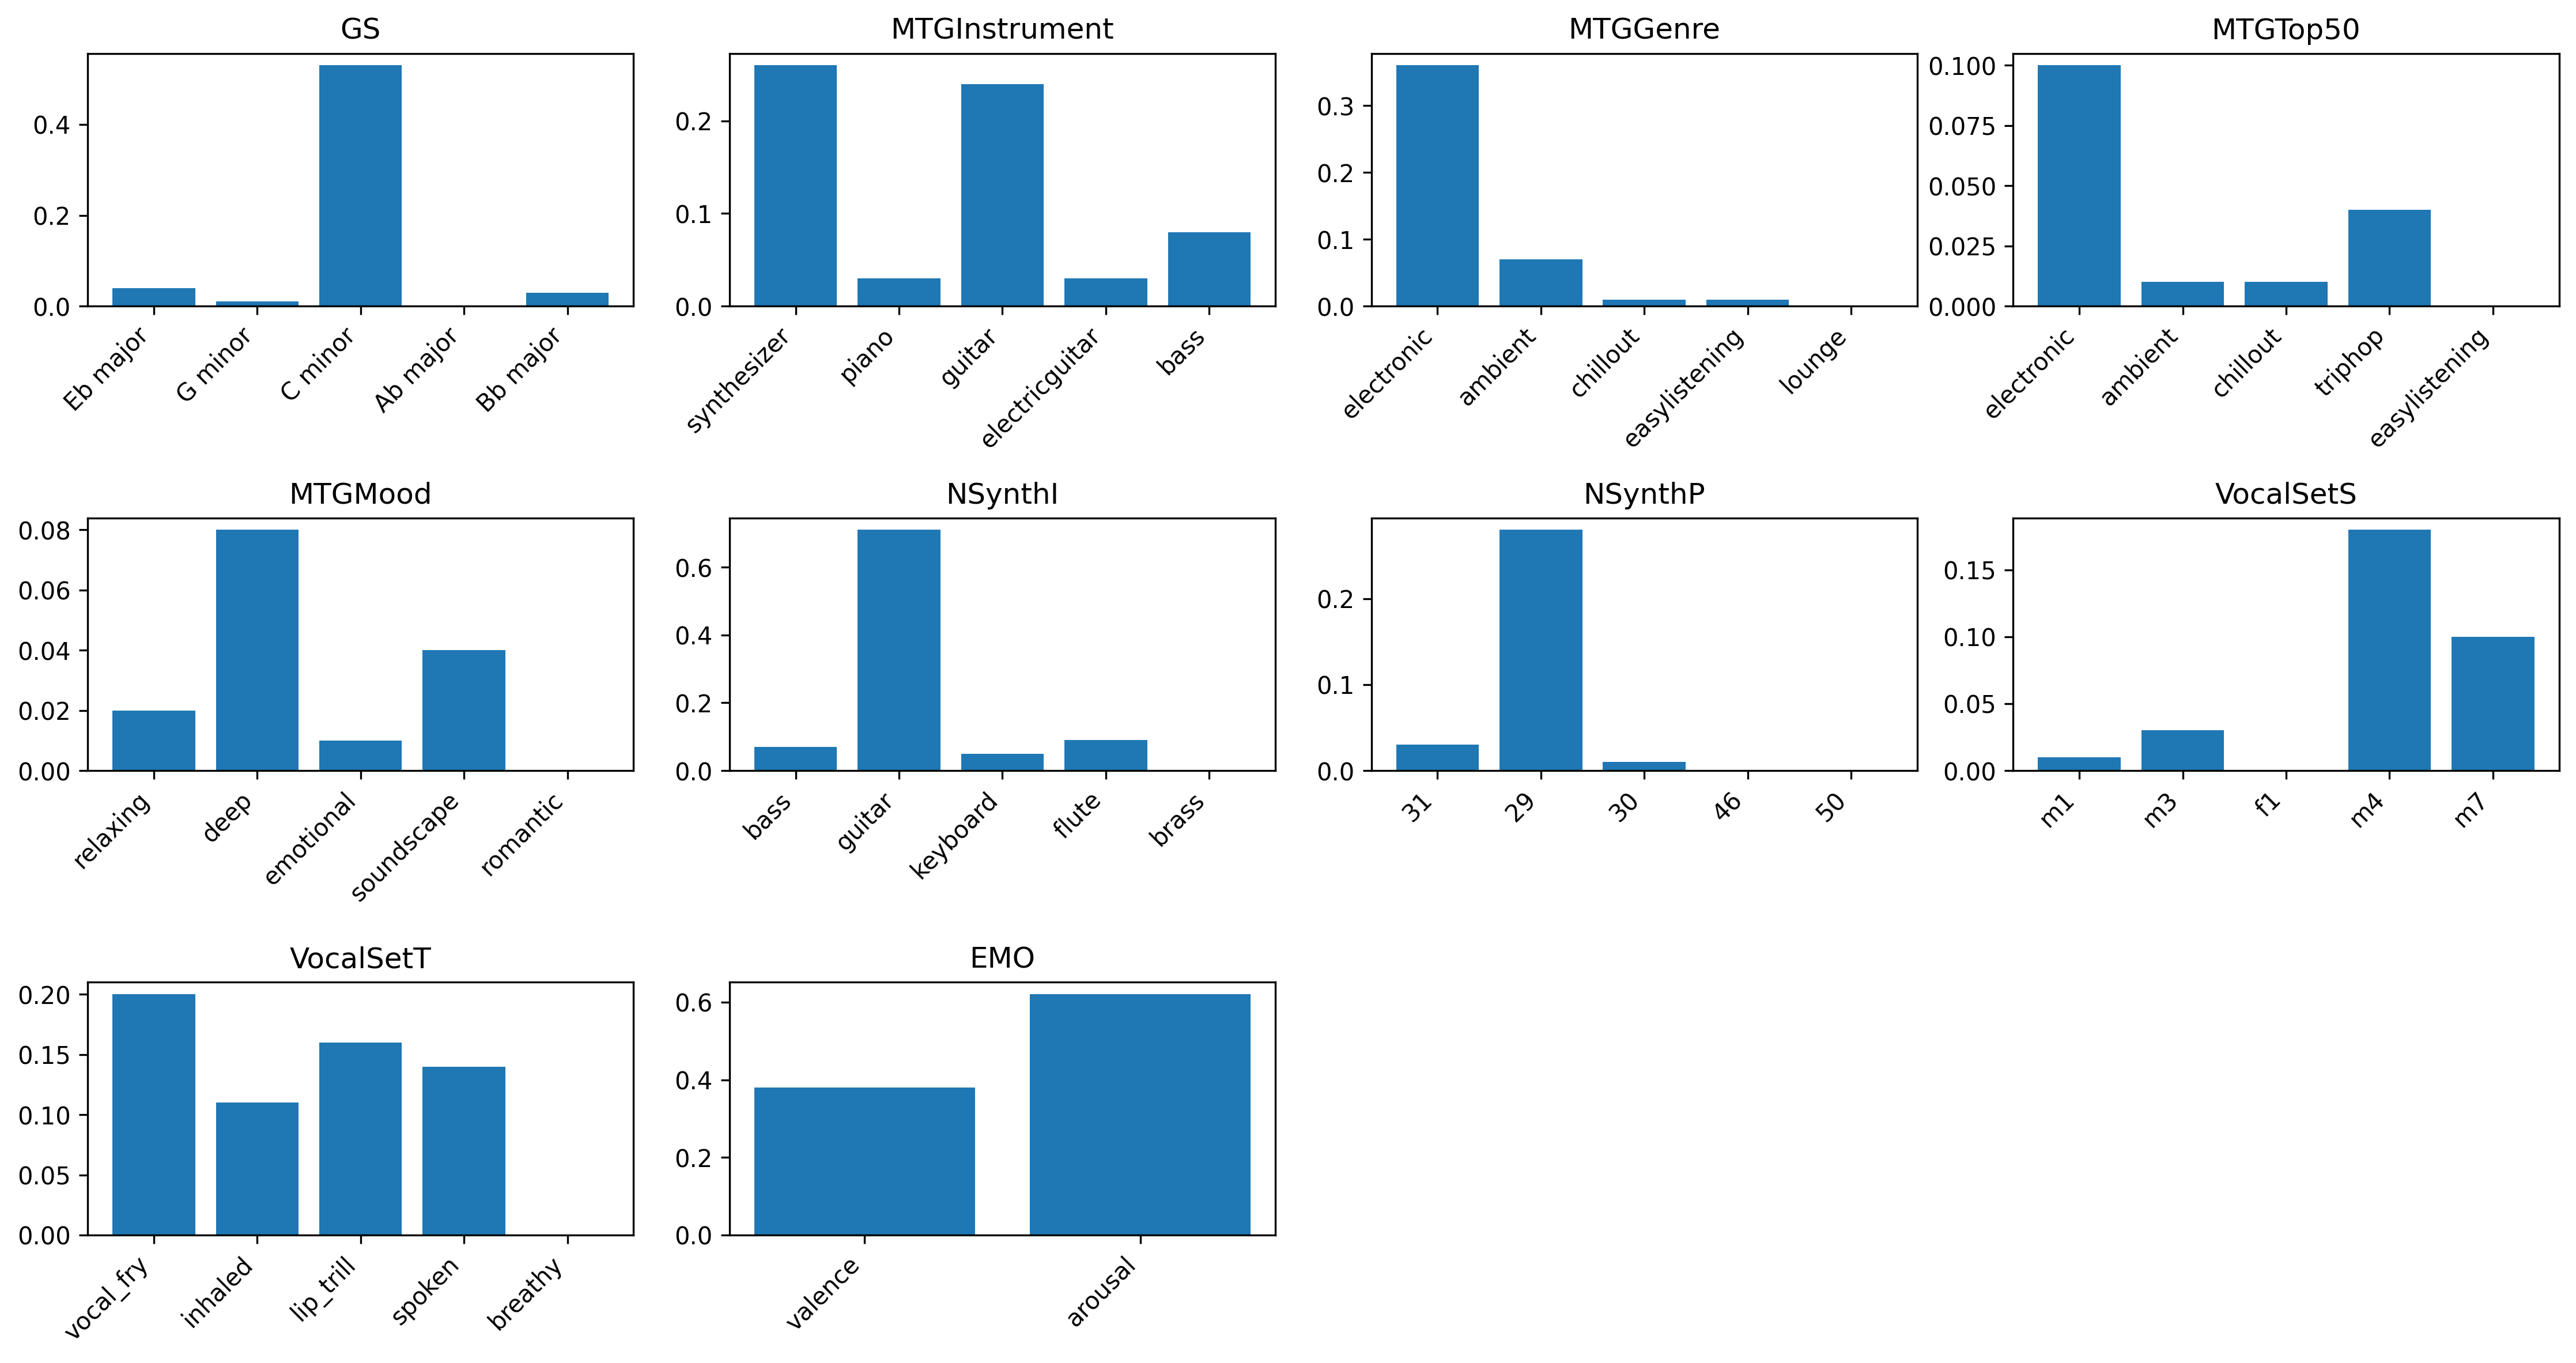 GS
0.4
0.2
0.0
Eb major
G minor
C minor
Ab major
Bb major
MTGInstrument
0.2
0.1
0.0
synthesizer
piano
guitar
electricguitar
bass
MTGGenre
0.3
0.2
0.1
0.0
electronic
ambient
chillout
easylistening
lounge
MTGTop50
0.100
0.075
0.050
0.025
0.000
electronic
ambient
chillout
triphop
easylistening
MTGMood
0.08
0.06
0.04
0.02
0.00
relaxing
deep
emotional
soundscape
romantic
NSynthI
0.6
0.4
0.2
0.0
bass
guitar
keyboard
flute
brass
NSynthP
0.2
0.1
0.0
31
29
30
46
50
VocalSetS
0.15
0.10
0.05
0.00
m1
m3
f1
m4
m7
VocalSetT
0.20
0.15
0.10
0.05
0.00
vocal_fry
inhaled
lip_trill
spoken
breathy
EMO
0.6
0.4
0.2
0.0
valence
arousal